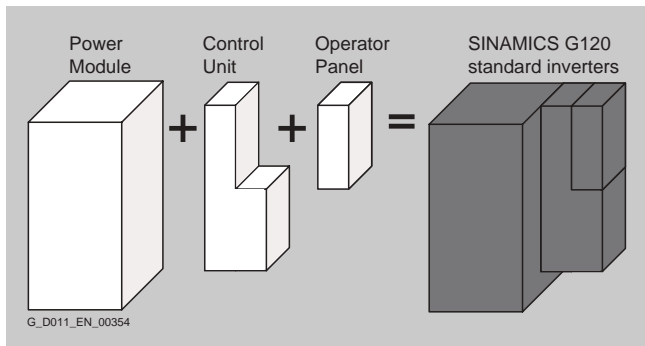 Power
Module
+
Control
Unit
+
Operator
Panel
=
SINAMICS G120
standard inverters
G_D011_EN_00354